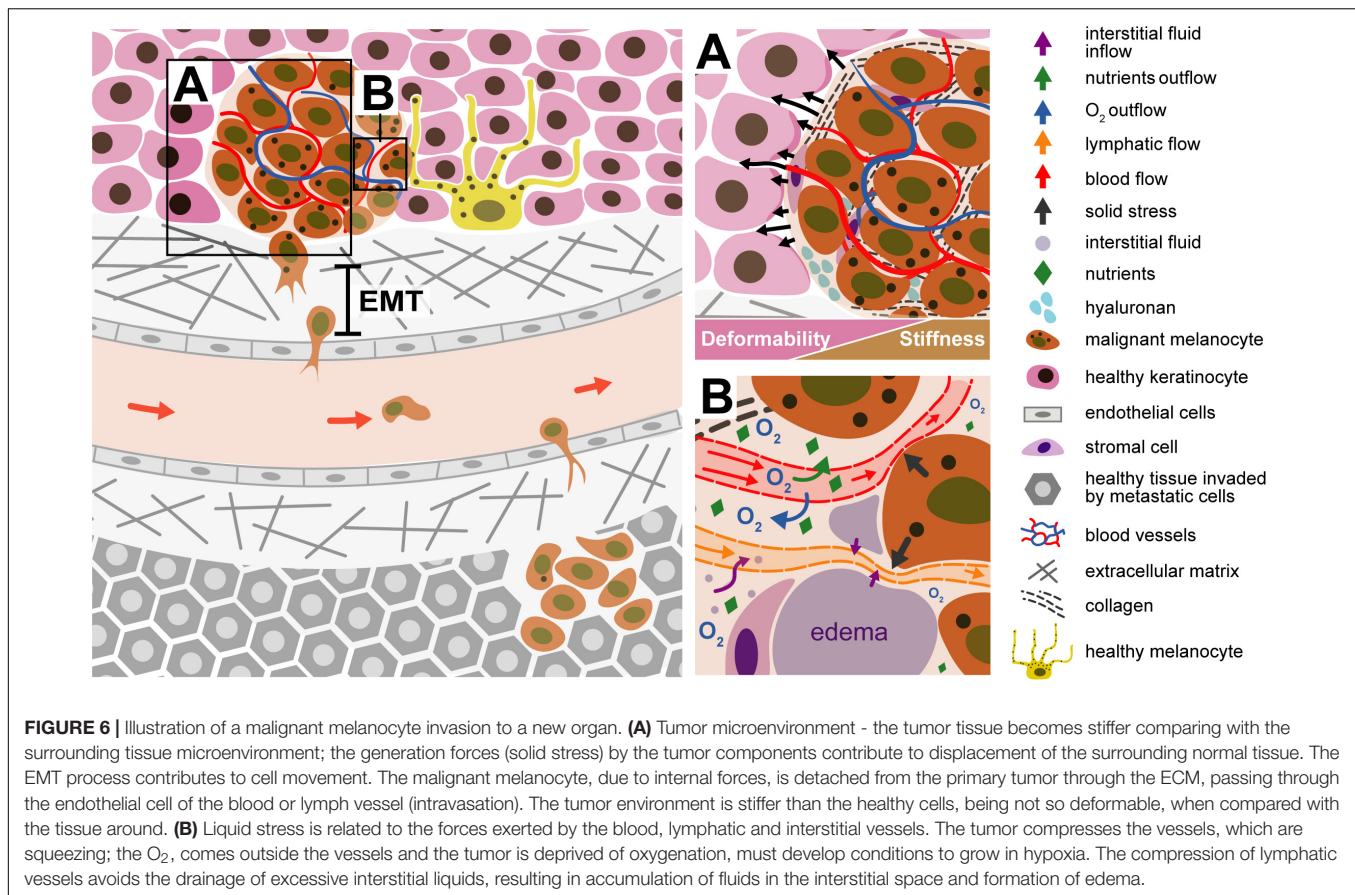 A
B
EMT
A
Deformability
Stiffness
B
O2
O2
O2
O2
O2
O2
edema
O2
interstitial fluid
inflow
nutrients outflow
O2 outflow
lymphatic flow
blood flow
solid stress
interstitial fluid
nutrients
hyaluronan
malignant melanocyte
healthy keratinocyte
endothelial cells
stromal cell
healthy tissue invaded
by metastatic cells
blood vessels
extracellular matrix
collagen
healthy melanocyte
FIGURE 6 | Illustration of a malignant melanocyte invasion to a new organ. (A) Tumor microenvironment - the tumor tissue becomes stiffer comparing with the
surrounding tissue microenvironment; the generation forces (solid stress) by the tumor components contribute to displacement of the surrounding normal tissue. The
EMT process contributes to cell movement. The malignant melanocyte, due to internal forces, is detached from the primary tumor through the ECM, passing through
the endothelial cell of the blood or lymph vessel (intravasation). The tumor environment is stiffer than the healthy cells, being not so deformable, when compared with
the tissue around. (B) Liquid stress is related to the forces exerted by the blood, lymphatic and interstitial vessels. The tumor compresses the vessels, which are
squeezing; the O2, comes outside the vessels and the tumor is deprived of oxygenation, must develop conditions to grow in hypoxia. The compression of lymphatic
vessels avoids the drainage of excessive interstitial liquids, resulting in accumulation of fluids in the interstitial space and formation of edema.